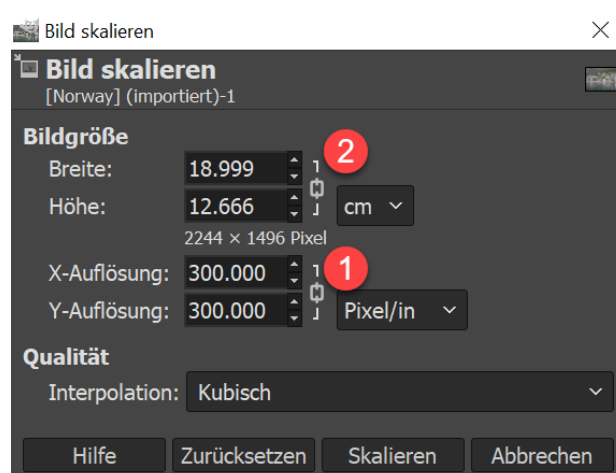 Bild skalieren
Bild skalieren
[Norway] (importiert)-1
Bildgröße
Breite: 18.999 2
Höhe: 12.666 cm
2244 × 1496 Pixel
X-Auflösung: 300.000 1
Y-Auflösung: 300.000 Pixel/in
Qualität
Interpolation: Kubisch
Hilfe Zurücksetzen Skalieren Abbrechen